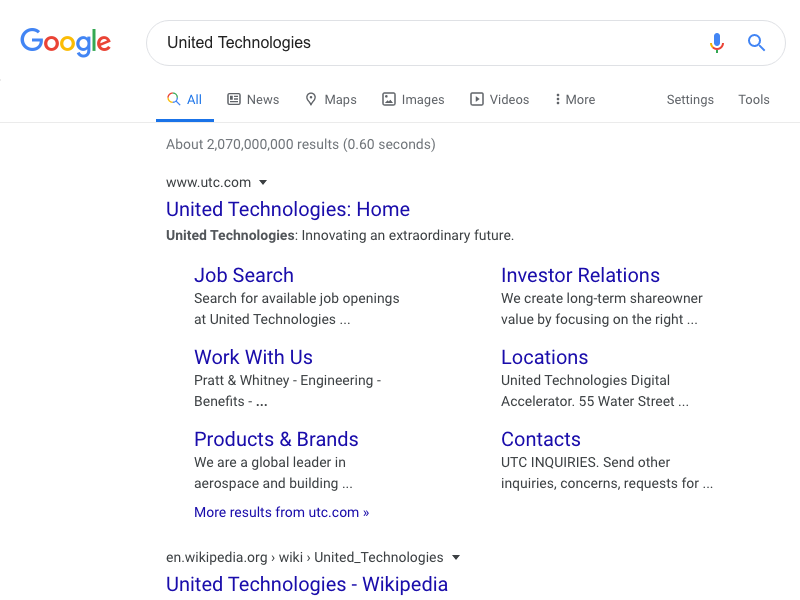 Google
United Technologies
All News Maps Images Videos More Settings Tools
About 2,070,000,000 results (0.60 seconds)
www.utc.com
United Technologies: Home
United Technologies: Innovating an extraordinary future.
Job Search
Search for available job openings
at United Technologies ...
Investor Relations
We create long-term shareowner
value by focusing on the right ...
Work With Us
Pratt & Whitney - Engineering -
Benefits - ...
Locations
United Technologies Digital
Accelerator. 55 Water Street ...
Products & Brands
We are a global leader in
aerospace and building ...
Contacts
UTC INQUIRIES. Send other
inquiries, concerns, requests for ...
More results from utc.com »
en.wikipedia.org › wiki › United_Technologies
United Technologies - Wikipedia